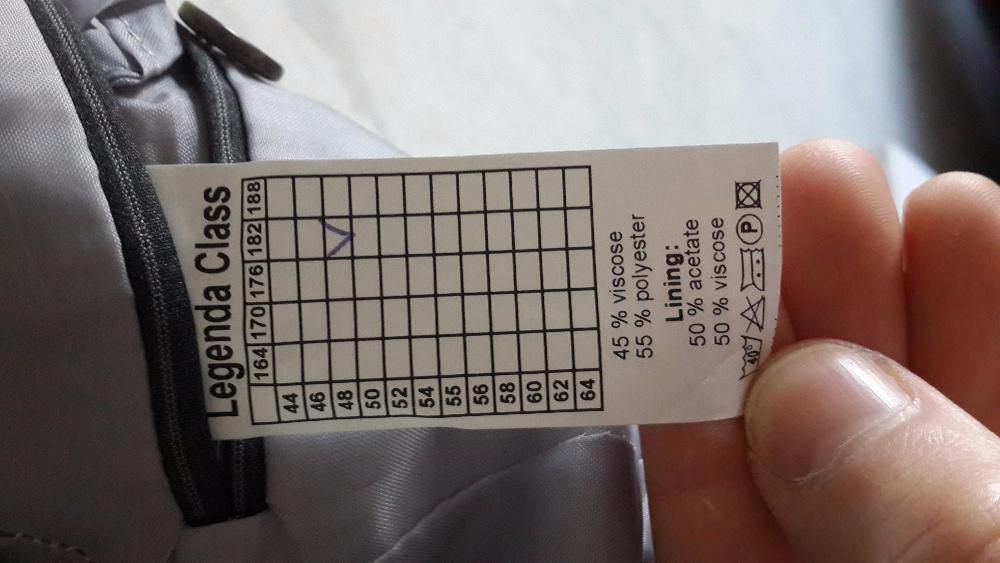 Legenda Class
164 170 176 182 188
44
46
48
50
52
54
55
56
58
60
62
64
45 % viscose
55 % polyester
Lining:
50 % acetate
50 % viscose
40° P